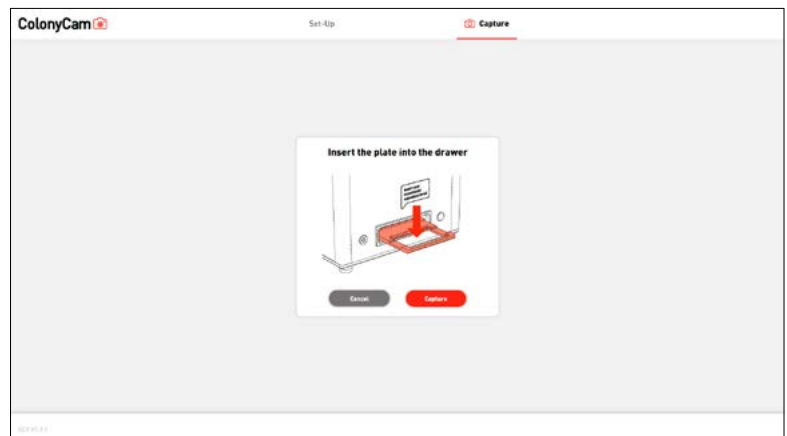 ColonyCam
Set-Up
Capture
Insert the plate into the drawer
Cancel
Capture